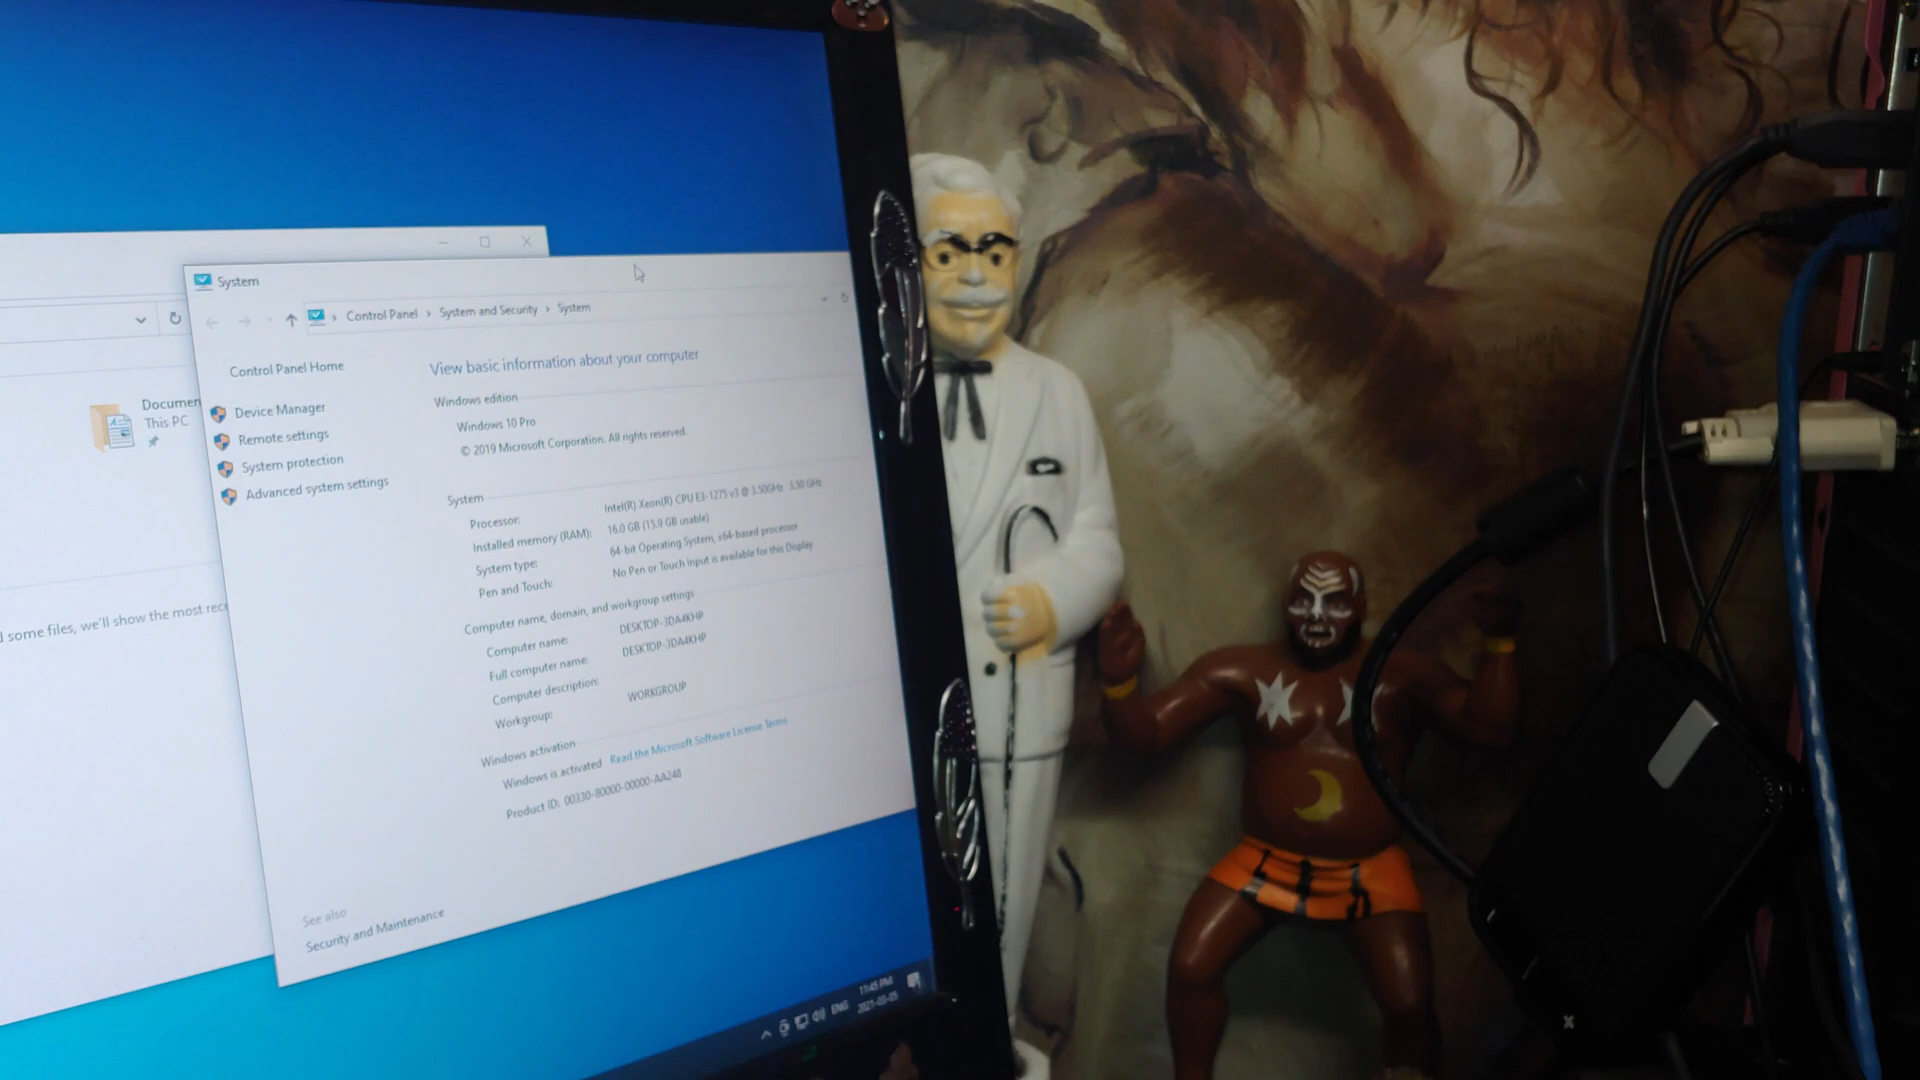 System
Control Panel › System and Security › System
Documen
This PC
d some files, we'll show the most rec
Control Panel Home
Device Manager
Remote settings
System protection
Advanced system settings
View basic information about your computer
Windows edition
Windows 10 Pro
© 2019 Microsoft Corporation. All rights reserved.
System
Processor: Intel(R) Xeon(R) CPU E3-1275 v3 @ 3.50GHz 3.50 GHz
Installed memory (RAM): 16.0 GB (15.9 GB usable)
System type: 64-bit Operating System, x64-based processor
Pen and Touch: No Pen or Touch Input is available for this Display
Computer name, domain, and workgroup settings
Computer name: DESKTOP-3DA4KHP
Full computer name: DESKTOP-3DA4KHP
Computer description:
Workgroup: WORKGROUP
Windows activation
Windows is activated Read the Microsoft Software License Terms
Product ID: 00330-80000-00000-AA248
See also
Security and Maintenance
ENG
11:45 PM
2021-03-05